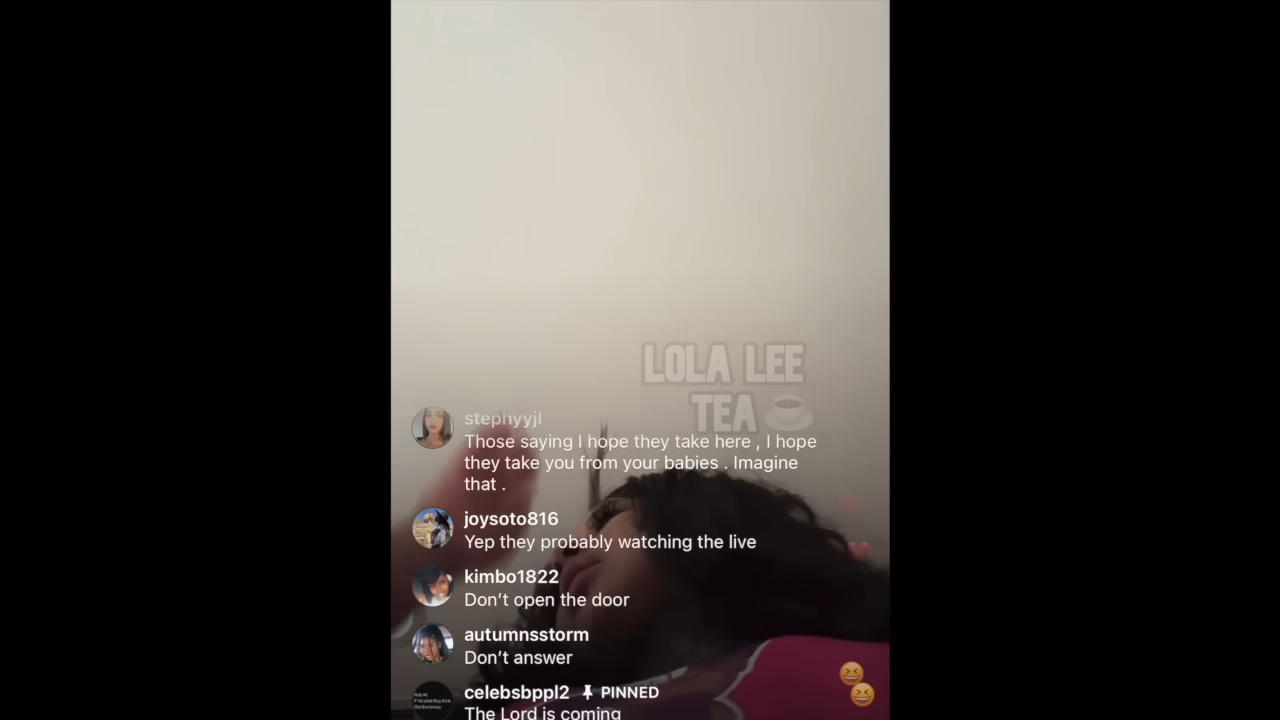 LOLA LEE
TEA
stephyyjl
Those saying I hope they take here , I hope
they take you from your babies . Imagine
that .
joysoto816
Yep they probably watching the live
kimbo1822
Don’t open the door
autumnsstorm
Don’t answer
celebsbppl2 PINNED
The Lord is coming